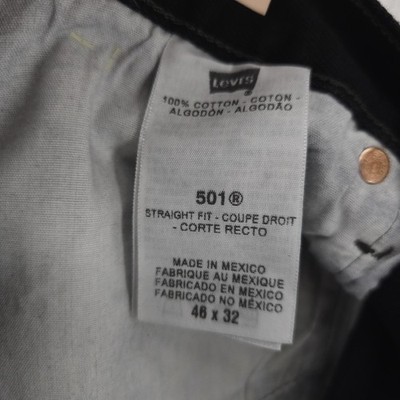 Levi's
100% COTTON - COTON -
ALGODÓN - ALGODÃO
501®
STRAIGHT FIT - COUPE DROIT
- CORTE RECTO
MADE IN MEXICO
FABRIQUE AU MEXIQUE
FABRICADO EN MEXICO
FABRICADO NO MÉXICO
46 x 32